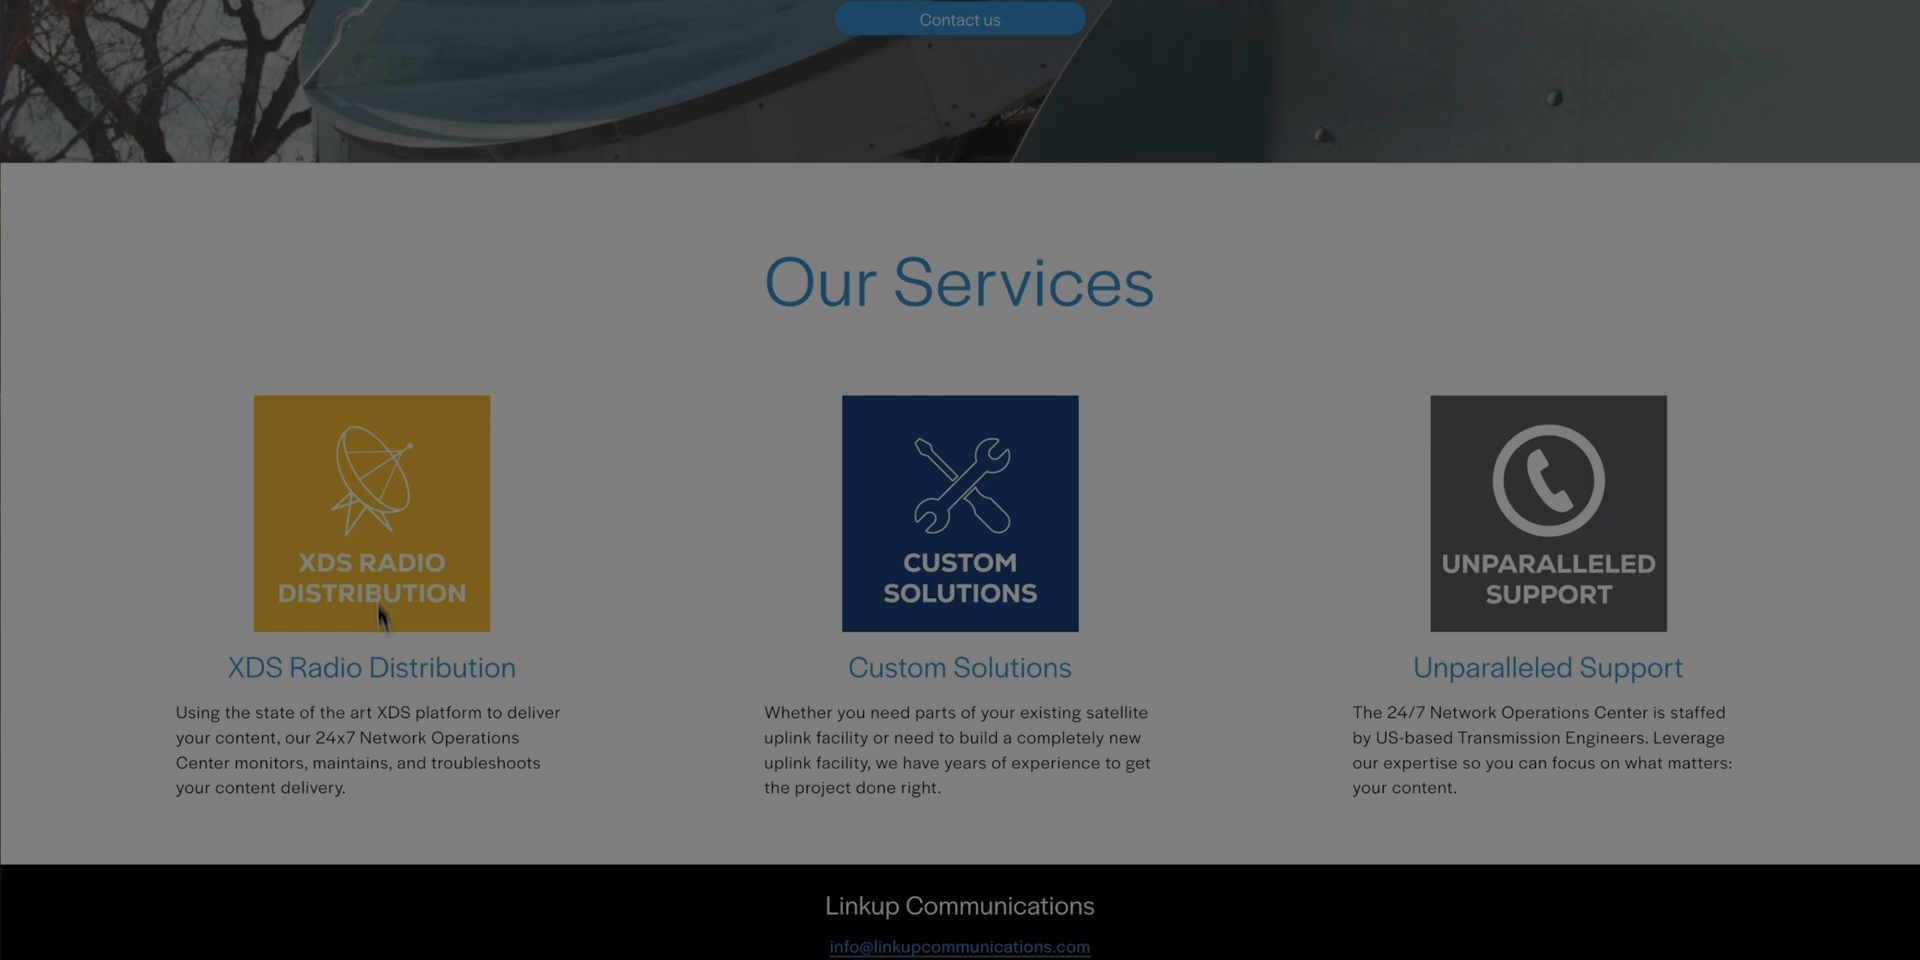 Contact us
Our Services
XDS RADIO
DISTRIBUTION
CUSTOM
SOLUTIONS
UNPARALLELED
SUPPORT
XDS Radio Distribution
Using the state of the art XDS platform to deliver
your content, our 24x7 Network Operations
Center monitors, maintains, and troubleshoots
your content delivery.
Custom Solutions
Whether you need parts of your existing satellite
uplink facility or need to build a completely new
uplink facility, we have years of experience to get
the project done right.
Unparalleled Support
The 24/7 Network Operations Center is staffed
by US-based Transmission Engineers. Leverage
our expertise so you can focus on what matters:
your content.
Linkup Communications
info@linkupcommunications.com